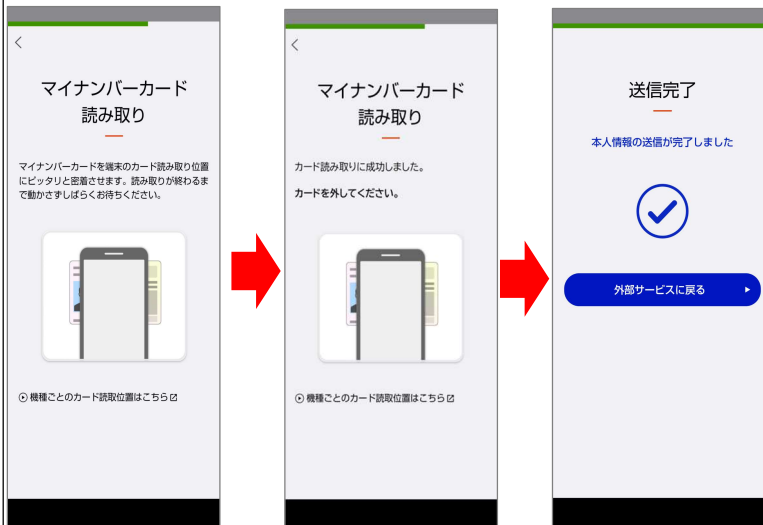 マイナンバーカード
読み取り
マイナンバーカードを端末のカード読み取り位置
にピッタリと密着させます。読み取りが終わるま
で動かさずしばらくお待ちください。
機種ごとのカード読取位置はこちら
マイナンバーカード
読み取り
カード読み取りに成功しました。
カードを外してください。
機種ごとのカード読取位置はこちら
送信完了
本人情報の送信が完了しました
外部サービスに戻る